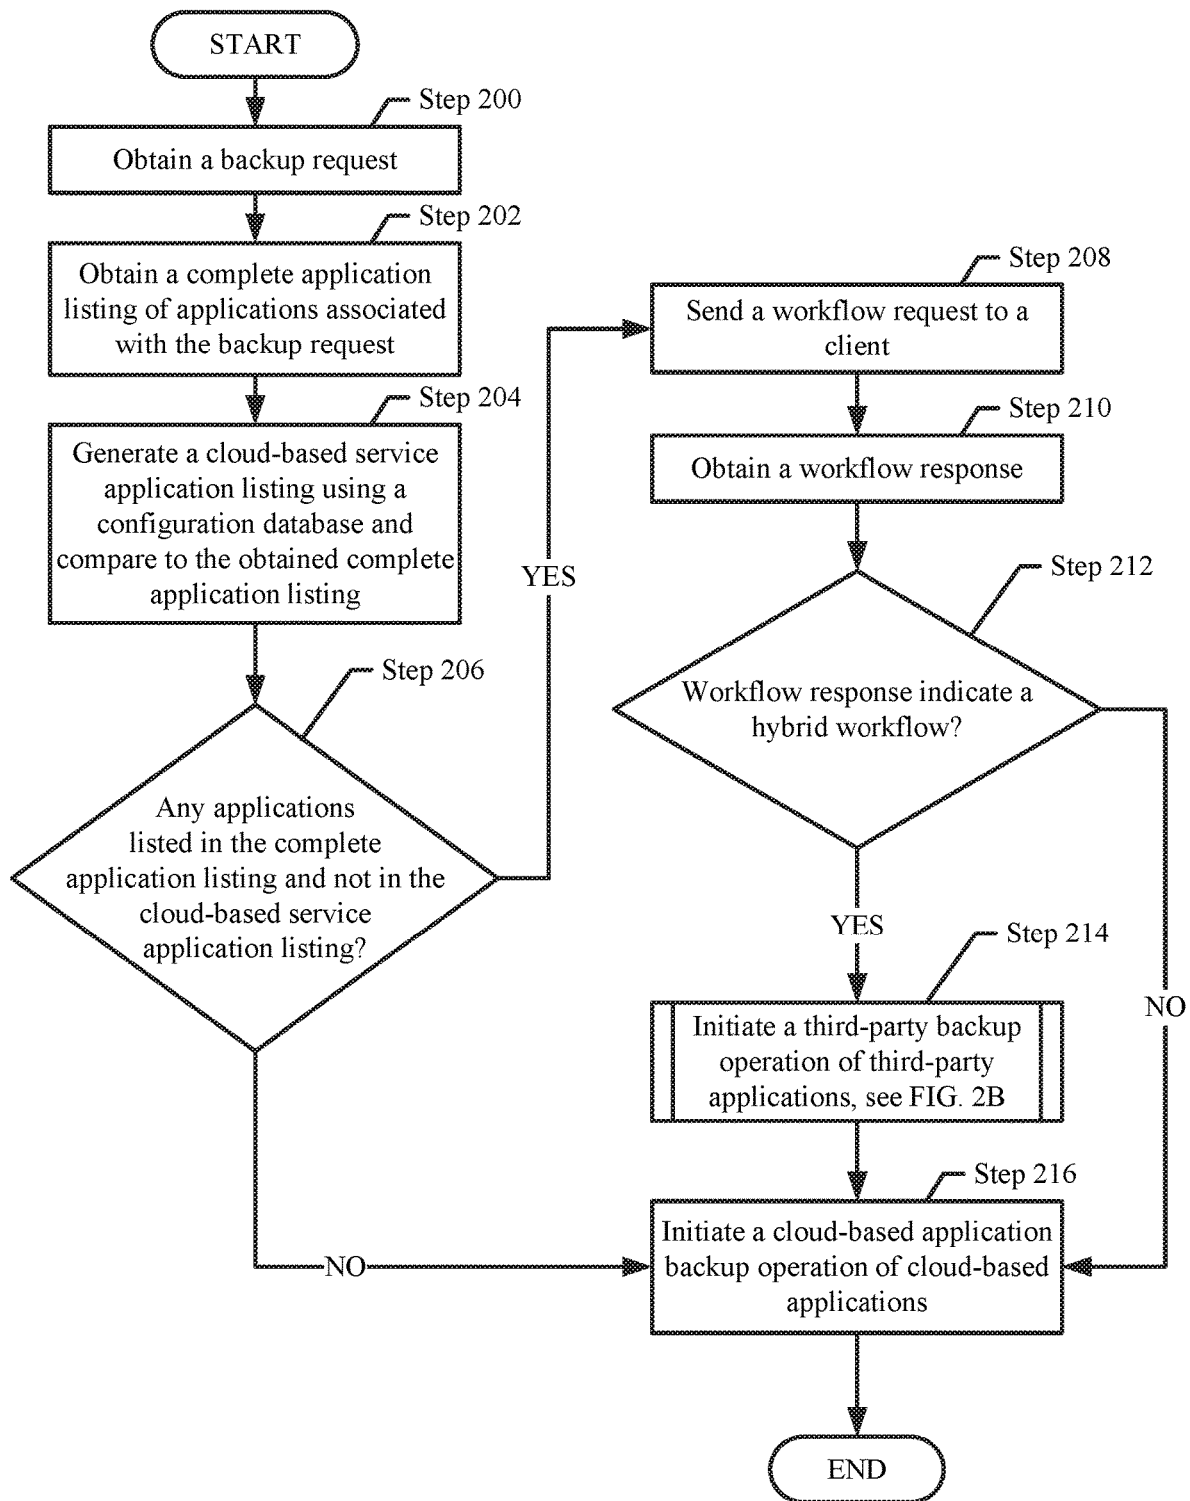 START
Step 200
Obtain a backup request
Step 202
Obtain a complete application
listing of applications associated
with the backup request
Step 204
Generate a cloud-based service
application listing using a
configuration database and
compare to the obtained complete
application listing
Step 206
Any applications
listed in the complete
application listing and not in the
cloud-based service
application listing?
YES
NO
Step 208
Send a workflow request to a
client
Step 210
Obtain a workflow response
Step 212
Workflow response indicate a
hybrid workflow?
YES
NO
Step 214
Initiate a third-party backup
operation of third-party
applications, see FIG. 2B
Step 216
Initiate a cloud-based application
backup operation of cloud-based
applications
END